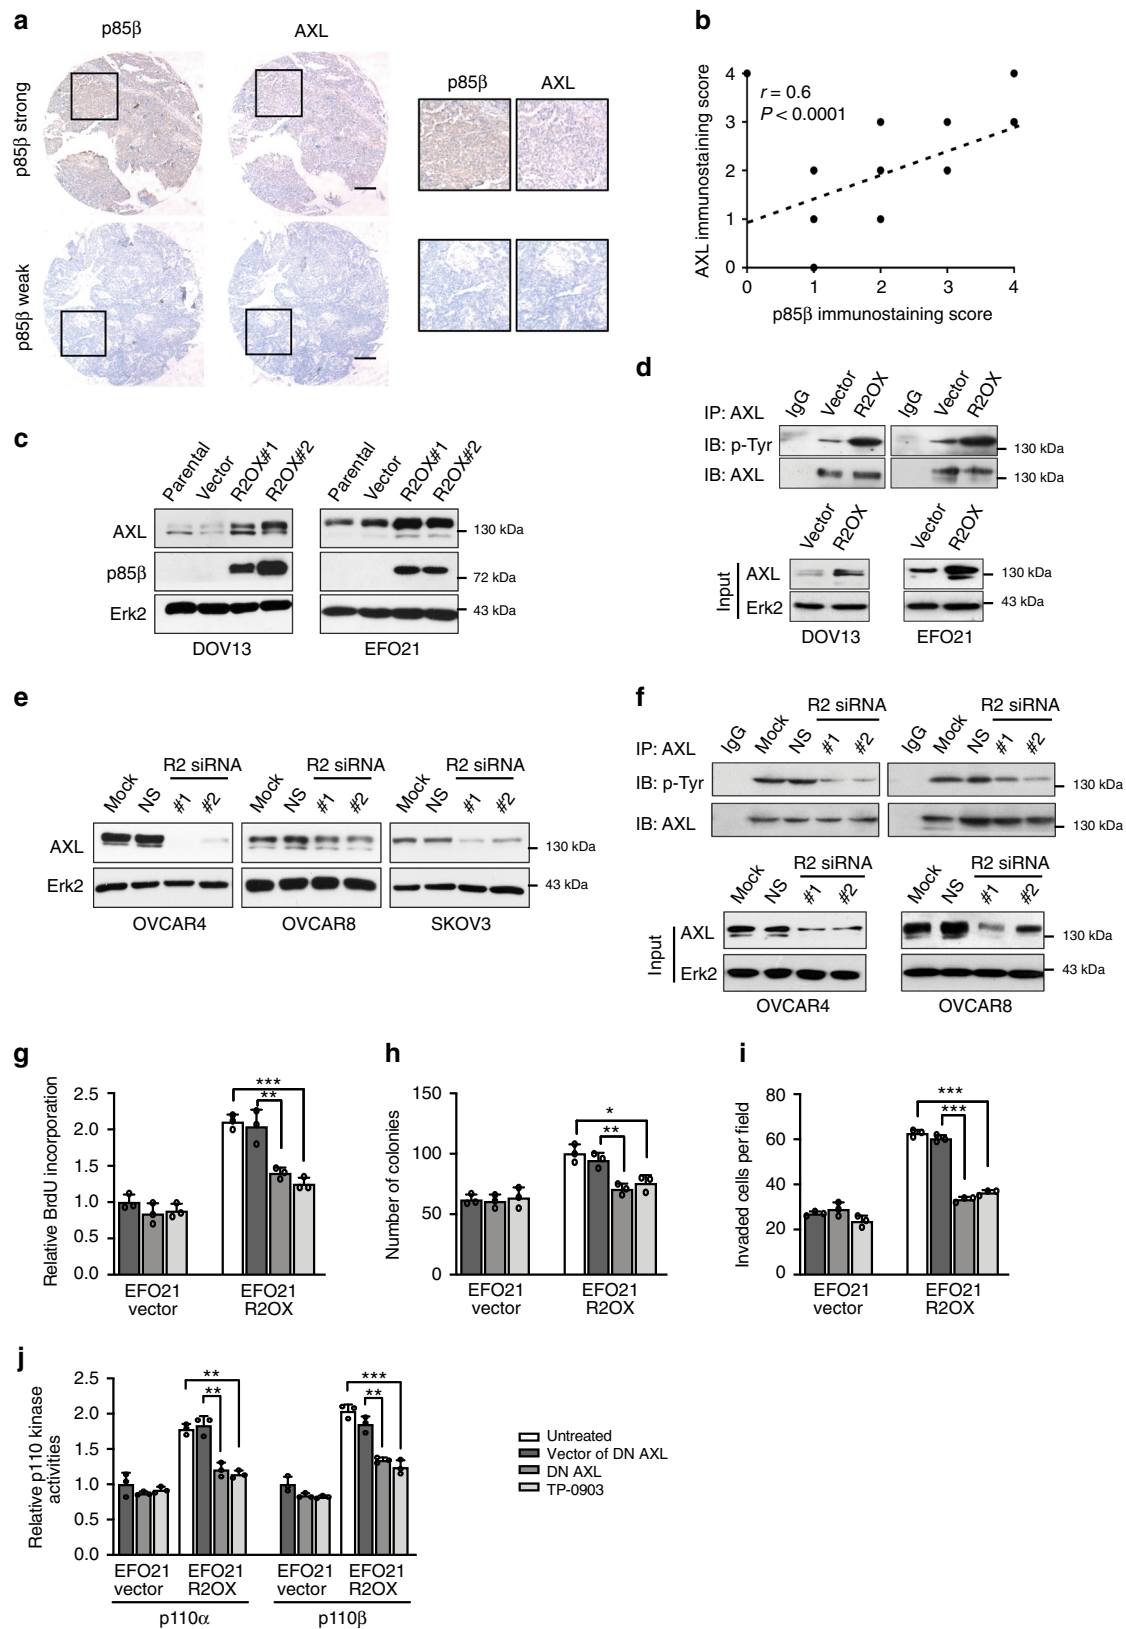 a
p85β
AXL
p85β strong
p85β weak
p85β
AXL
b
AXL immunostaining score
4
3
2
1
0
r = 0.6
P < 0.0001
0 1 2 3 4
p85β immunostaining score
c
Parental Vector R2OX#1 R2OX#2
Parental Vector R2OX#1 R2OX#2
AXL
130 kDa
p85β
72 kDa
Erk2
43 kDa
DOV13
EFO21
d
IP: AXL
IgG Vector R2OX
IgG Vector R2OX
IB: p-Tyr
130 kDa
IB: AXL
130 kDa
Vector R2OX
Vector R2OX
Input
AXL
130 kDa
Erk2
43 kDa
DOV13
EFO21
e
R2 siRNA
R2 siRNA
R2 siRNA
Mock NS #1 #2
Mock NS #1 #2
Mock NS #1 #2
AXL
130 kDa
Erk2
43 kDa
OVCAR4
OVCAR8
SKOV3
f
R2 siRNA
R2 siRNA
IP: AXL
IgG Mock NS #1 #2
IgG Mock NS #1 #2
IB: p-Tyr
130 kDa
IB: AXL
130 kDa
R2 siRNA
R2 siRNA
Mock NS #1 #2
Mock NS #1 #2
Input
AXL
130 kDa
Erk2
43 kDa
OVCAR4
OVCAR8
g
Relative BrdU incorporation
2.5
2.0
1.5
1.0
0.5
0.0
***
**
EFO21
vector
EFO21
R2OX
h
Number of colonies
150
100
50
0
*
**
EFO21
vector
EFO21
R2OX
i
Invaded cells per field
80
60
40
20
0
***
***
EFO21
vector
EFO21
R2OX
j
Relative p110 kinase
activities
2.5
2.0
1.5
1.0
0.5
0.0
**
**
***
**
EFO21
vector
EFO21
R2OX
EFO21
vector
EFO21
R2OX
p110α
p110β
Untreated
Vector of DN AXL
DN AXL
TP-0903